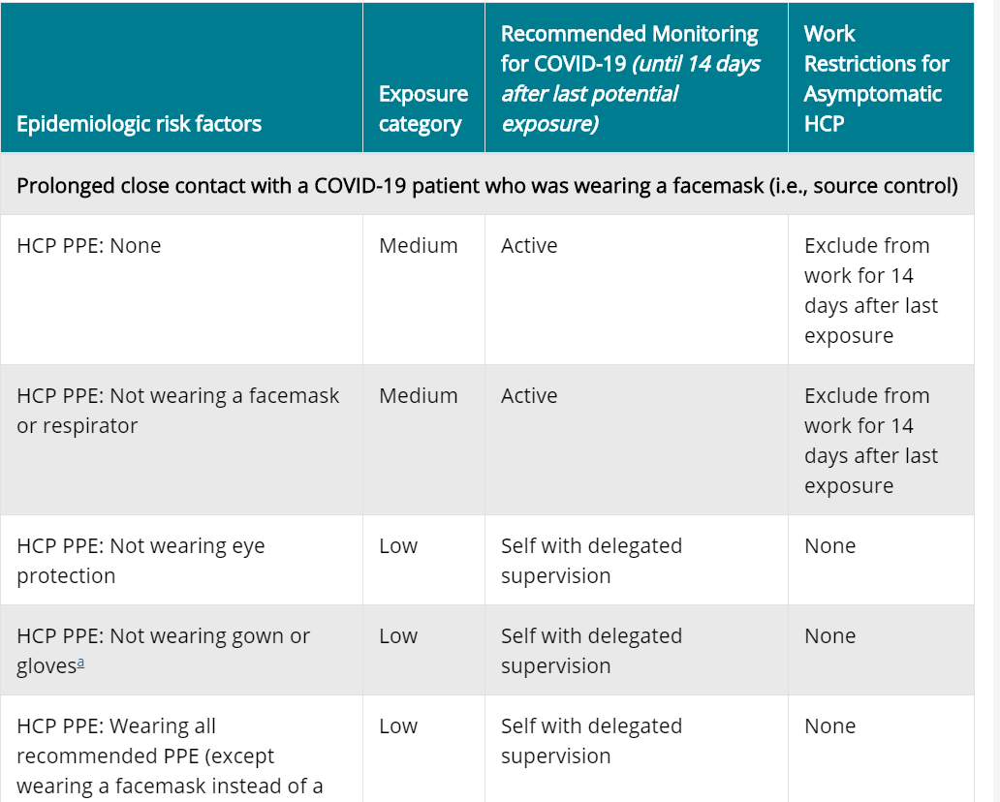 Epidemiologic risk factors
Exposure
category
Recommended Monitoring
for COVID-19 (until 14 days
after last potential
exposure)
Work
Restrictions for
Asymptomatic
HCP
Prolonged close contact with a COVID-19 patient who was wearing a facemask (i.e., source control)
HCP PPE: None
Medium
Active
Exclude from
work for 14
days after last
exposure
HCP PPE: Not wearing a facemask
or respirator
Medium
Active
Exclude from
work for 14
days after last
exposure
HCP PPE: Not wearing eye
protection
Low
Self with delegated
supervision
None
HCP PPE: Not wearing gown or
glovesa
Low
Self with delegated
supervision
None
HCP PPE: Wearing all
recommended PPE (except
wearing a facemask instead of a
Low
Self with delegated
supervision
None